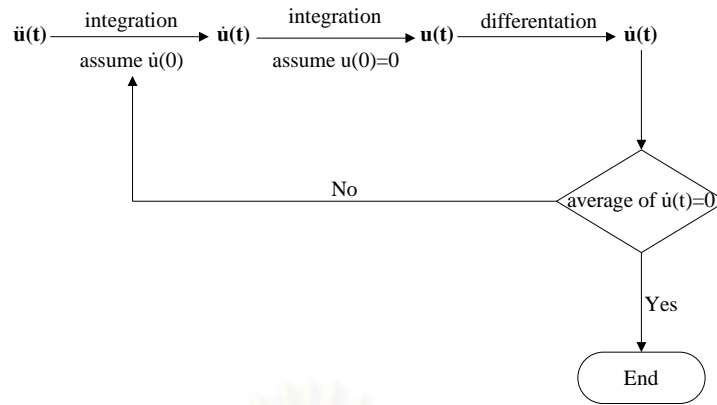 integration integration differentation
ü(t) u̇(t) u(t) u̇(t)
assume u̇(0) assume u(0)=0
No
average of u̇(t)=0
Yes
End